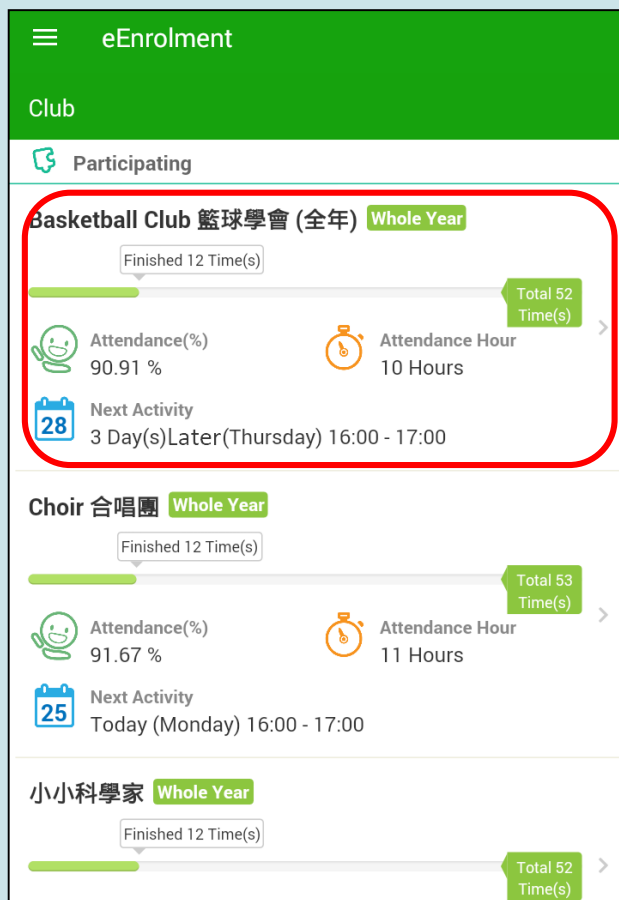 eEnrolment
Club
Participating
Basketball Club 籃球學會 (全年) Whole Year
Finished 12 Time(s)
Total 52
Time(s)
Attendance(%)
90.91 %
Attendance Hour
10 Hours
28
Next Activity
3 Day(s)Later(Thursday) 16:00 - 17:00
Choir 合唱團 Whole Year
Finished 12 Time(s)
Total 53
Time(s)
Attendance(%)
91.67 %
Attendance Hour
11 Hours
25
Next Activity
Today (Monday) 16:00 - 17:00
小小科學家 Whole Year
Finished 12 Time(s)
Total 52
Time(s)